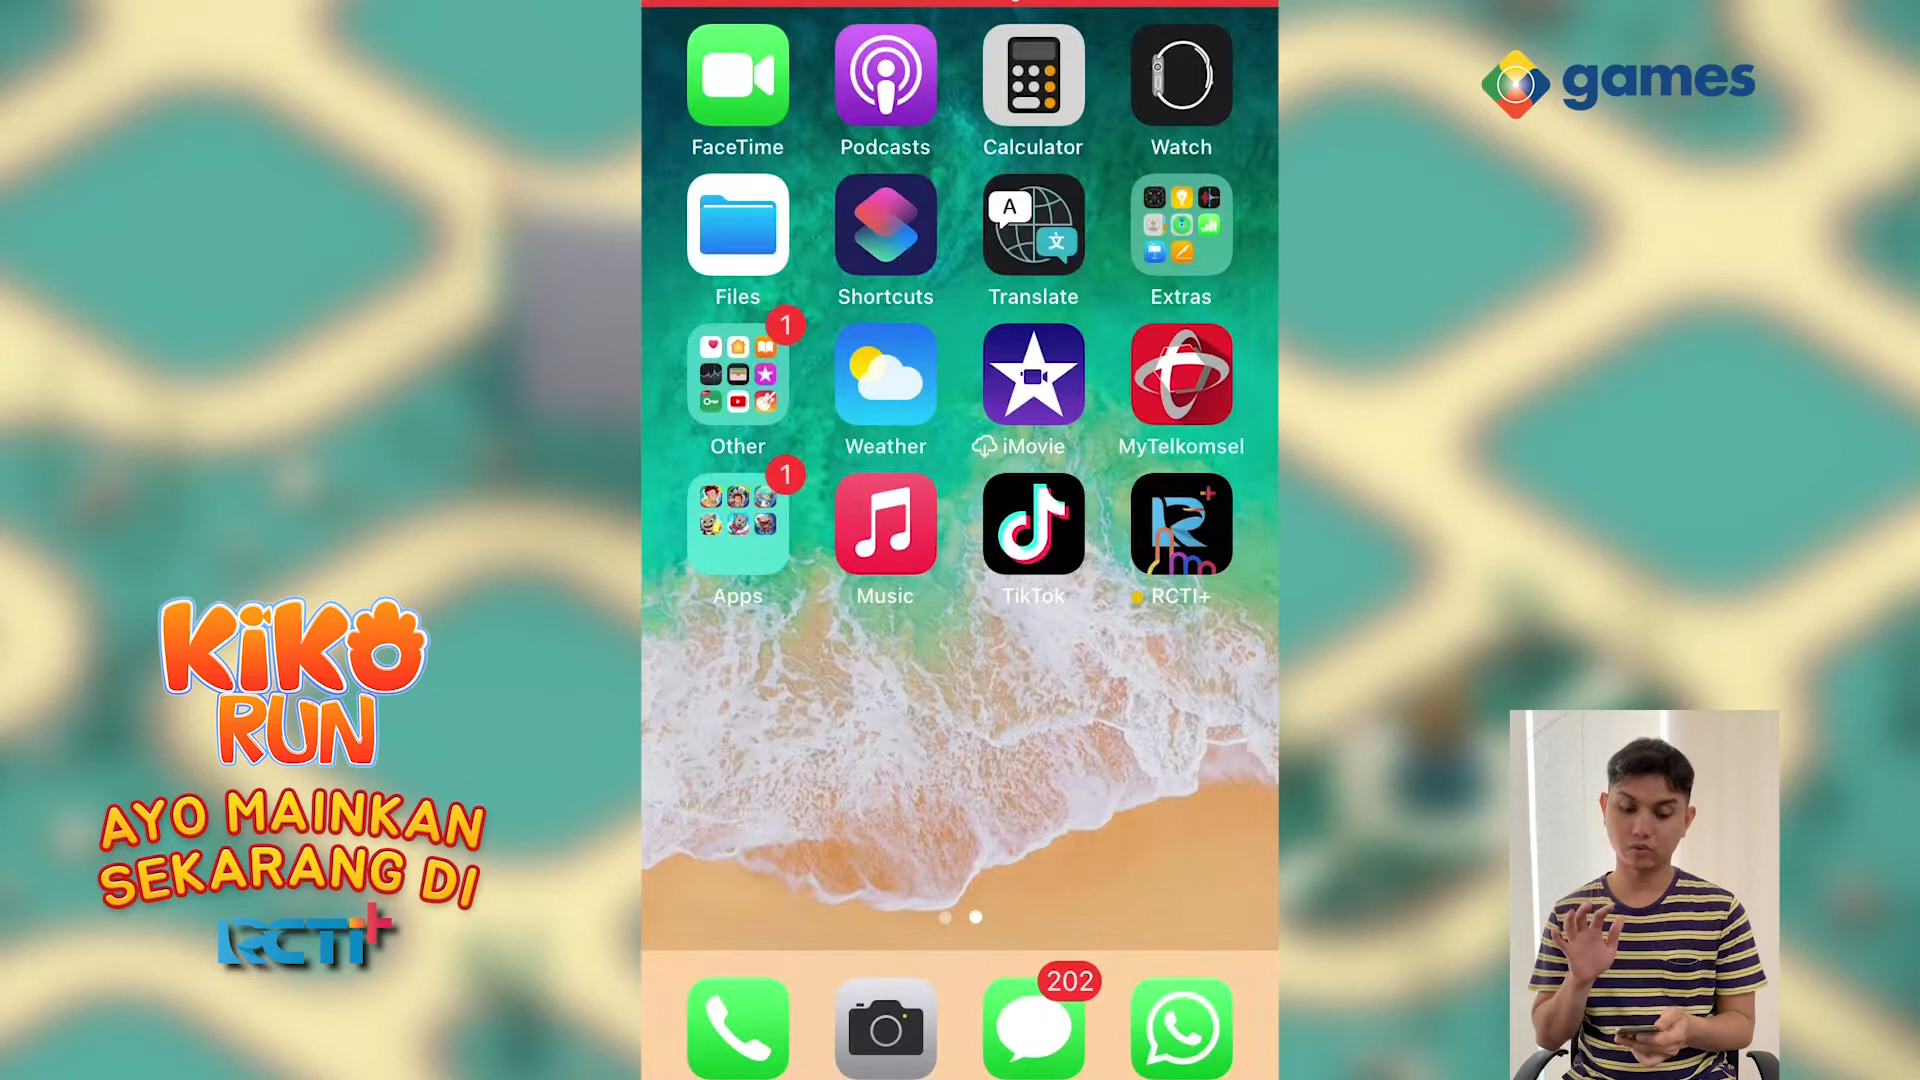 games
FaceTime
Podcasts
Calculator
Watch
A
文
Files
Shortcuts
Translate
Extras
1
Other
Weather
iMovie
MyTelkomsel
1
R+
Apps
Music
TikTok
RCTI+
KiKO
RUN
AYO MAINKAN
SEKARANG DI
RCTI+
202